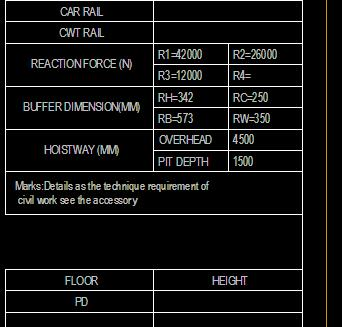 CAR RAIL
CWT RAIL
REACTION FORCE (N)
R1=42000 R2=26000
R3=12000 R4=
BUFFER DIMENSION(MM)
RH=342 RC=250
RB=573 RW=350
HOISTWAY (MM)
OVERHEAD 4500
PIT DEPTH 1500
Marks:Details as the technique requirement of
civil work see the accessory
FLOOR HEIGHT
PD